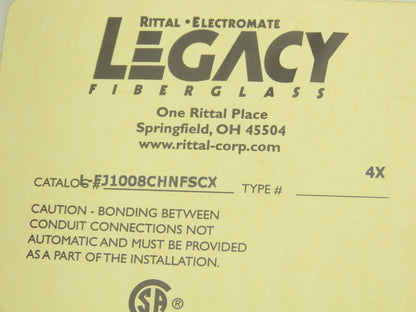 RITTAL • ELECTROMATE
LEGACY
FIBERGLASS
One Rittal Place
Springfield, OH 45504
www.rittal-corp.com
CATALOG # L-FJ1008CHNFSCX TYPE # 4X
CAUTION - BONDING BETWEEN
CONDUIT CONNECTIONS NOT
AUTOMATIC AND MUST BE PROVIDED
AS A PART OF THE INSTALLATION.
SA ®